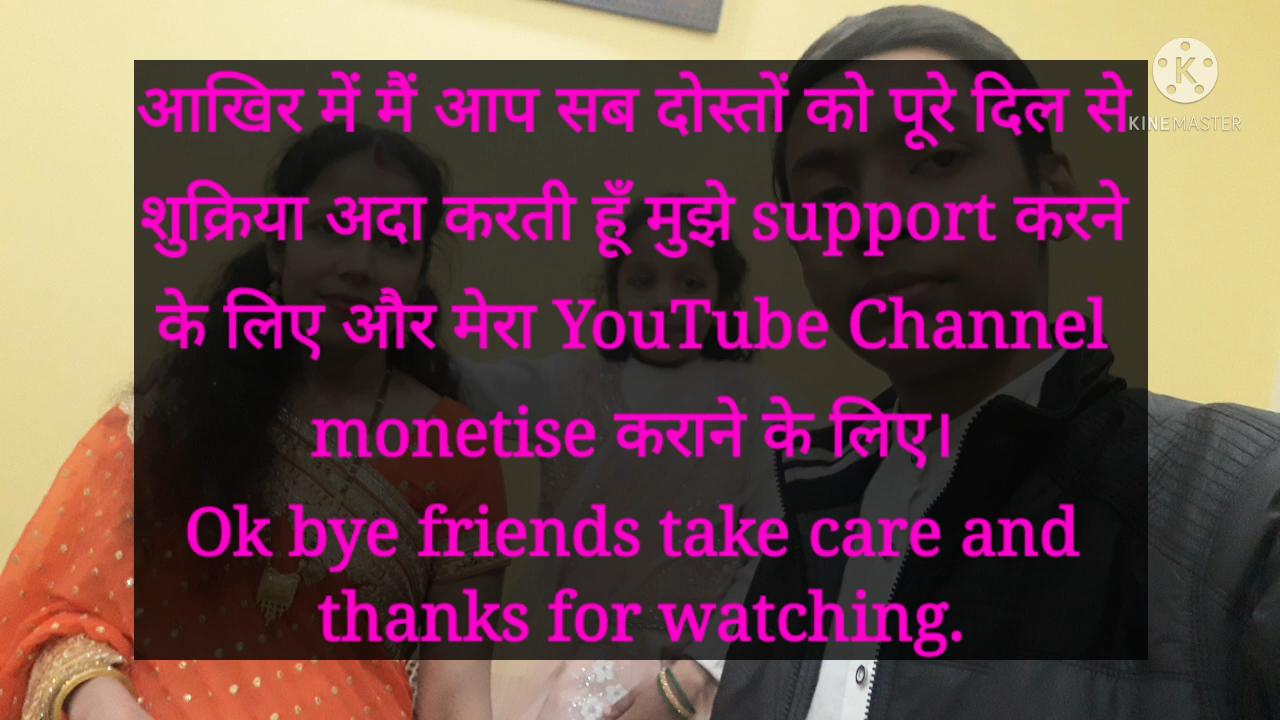 आखिर में मैं आप सब दोस्तों को पूरे दिल से
शुक्रिया अदा करती हूँ मुझे support करने
के लिए और मेरा YouTube Channel
monetise कराने के लिए।
Ok bye friends take care and
thanks for watching.
K
KINEMASTER